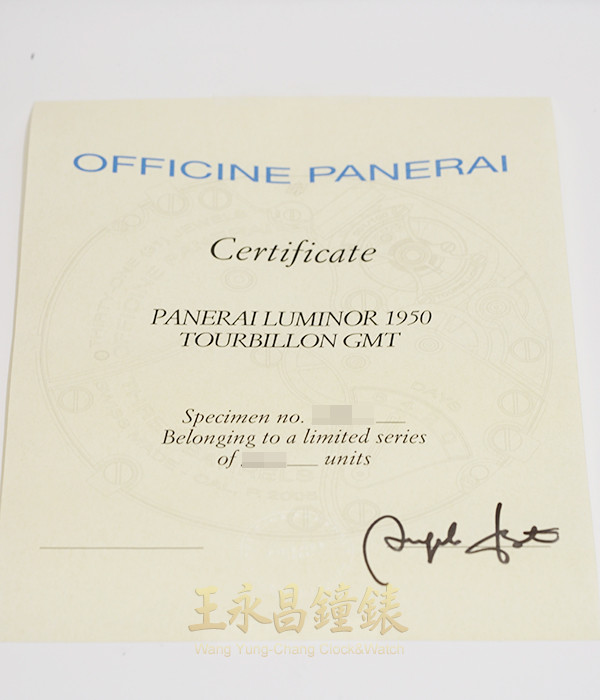 OFFICINE PANERAI
Certificate
PANERAI LUMINOR 1950
TOURBILLON GMT
Specimen no.
Belonging to a limited series
of
units
王永昌鐘錶
Wang Yung-Chang Clock&Watch